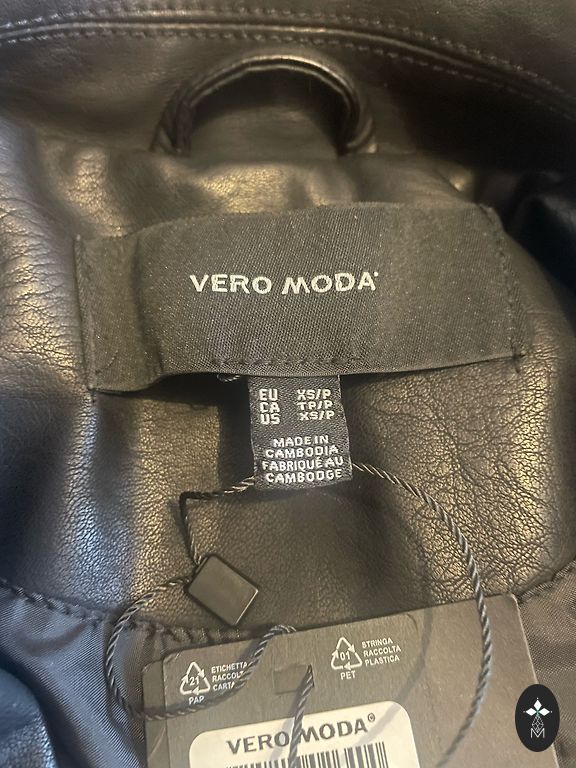 VERO MODA
EU XS/P
CA TP/P
US XS/P
MADE IN
CAMBODIA
FABRIQUÉ AU
CAMBODGE
21
PAP
ETICHETTA
RACCOLTA
CARTA
01
PET
STRINGA
RACCOLTA
PLASTICA
VERO MODA®
M